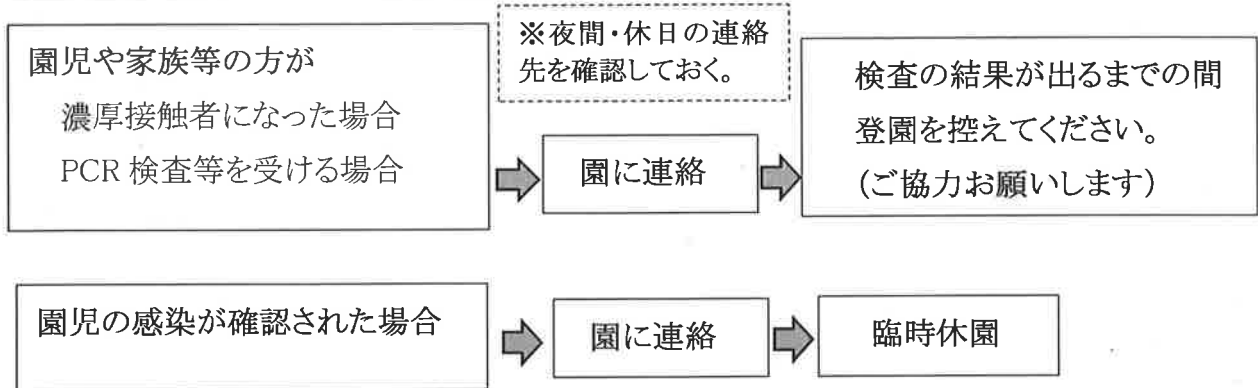 園児や家族等の方が
濃厚接触者になった場合
PCR 検査等を受ける場合
※夜間・休日の連絡
先を確認しておく。
園に連絡
検査の結果が出るまでの間
登園を控えてください。
(ご協力お願いします)
園児の感染が確認された場合
園に連絡
臨時休園